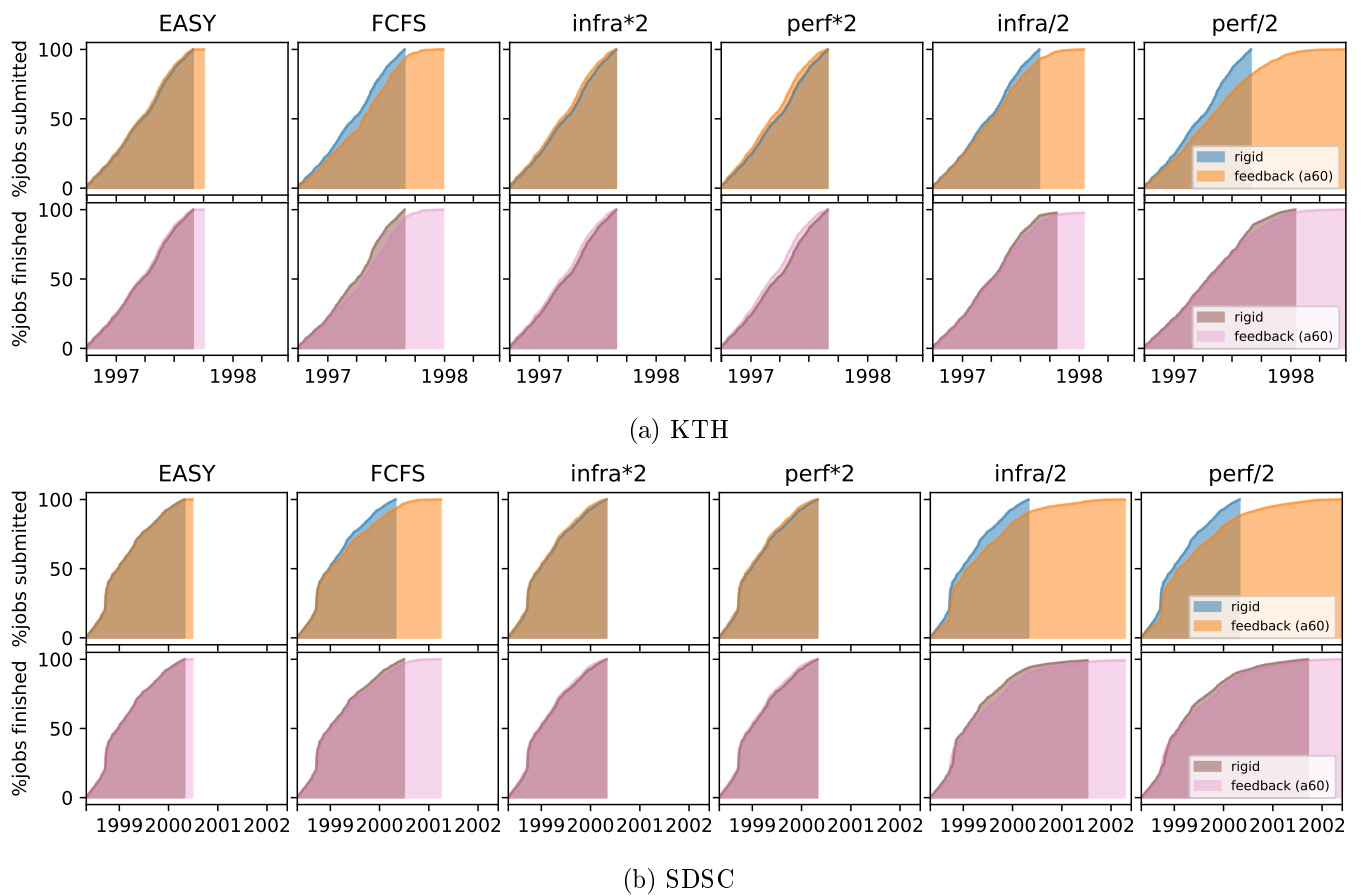 EASY FCFS infra*2 perf*2 infra/2 perf/2
%jobs submitted
100
50
0
rigid
feedback (a60)
%jobs finished
100
50
0
rigid
feedback (a60)
1997 1998 1997 1998 1997 1998 1997 1998 1997 1998 1997 1998
(a) KTH
EASY FCFS infra*2 perf*2 infra/2 perf/2
%jobs submitted
100
50
0
rigid
feedback (a60)
%jobs finished
100
50
0
rigid
feedback (a60)
1999 2000 2001 2002 1999 2000 2001 2002 1999 2000 2001 2002 1999 2000 2001 2002 1999 2000 2001 2002 1999 2000 2001 2002
(b) SDSC